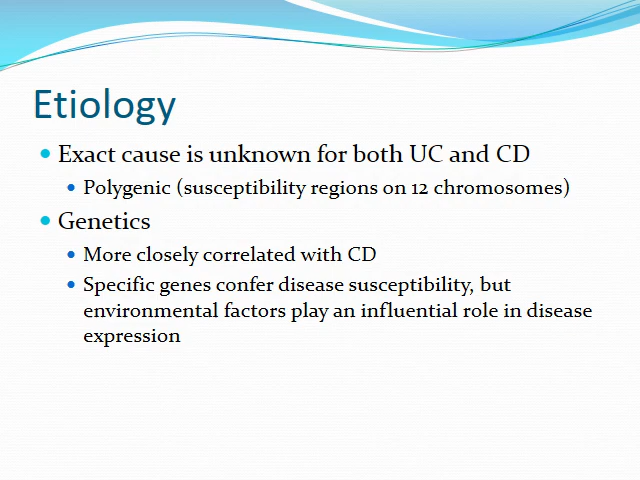 Etiology
Exact cause is unknown for both UC and CD
Polygenic (susceptibility regions on 12 chromosomes)
Genetics
More closely correlated with CD
Specific genes confer disease susceptibility, but
environmental factors play an influential role in disease
expression